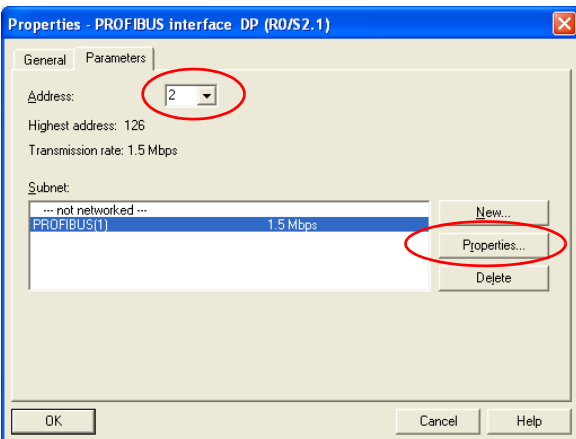 Properties - PROFIBUS interface DP (R0/S2.1)
General Parameters
Address: 2
Highest address: 126
Transmission rate: 1.5 Mbps
Subnet:
--- not networked ---
PROFIBUS(1) 1.5 Mbps
New...
Properties...
Delete
OK Cancel Help